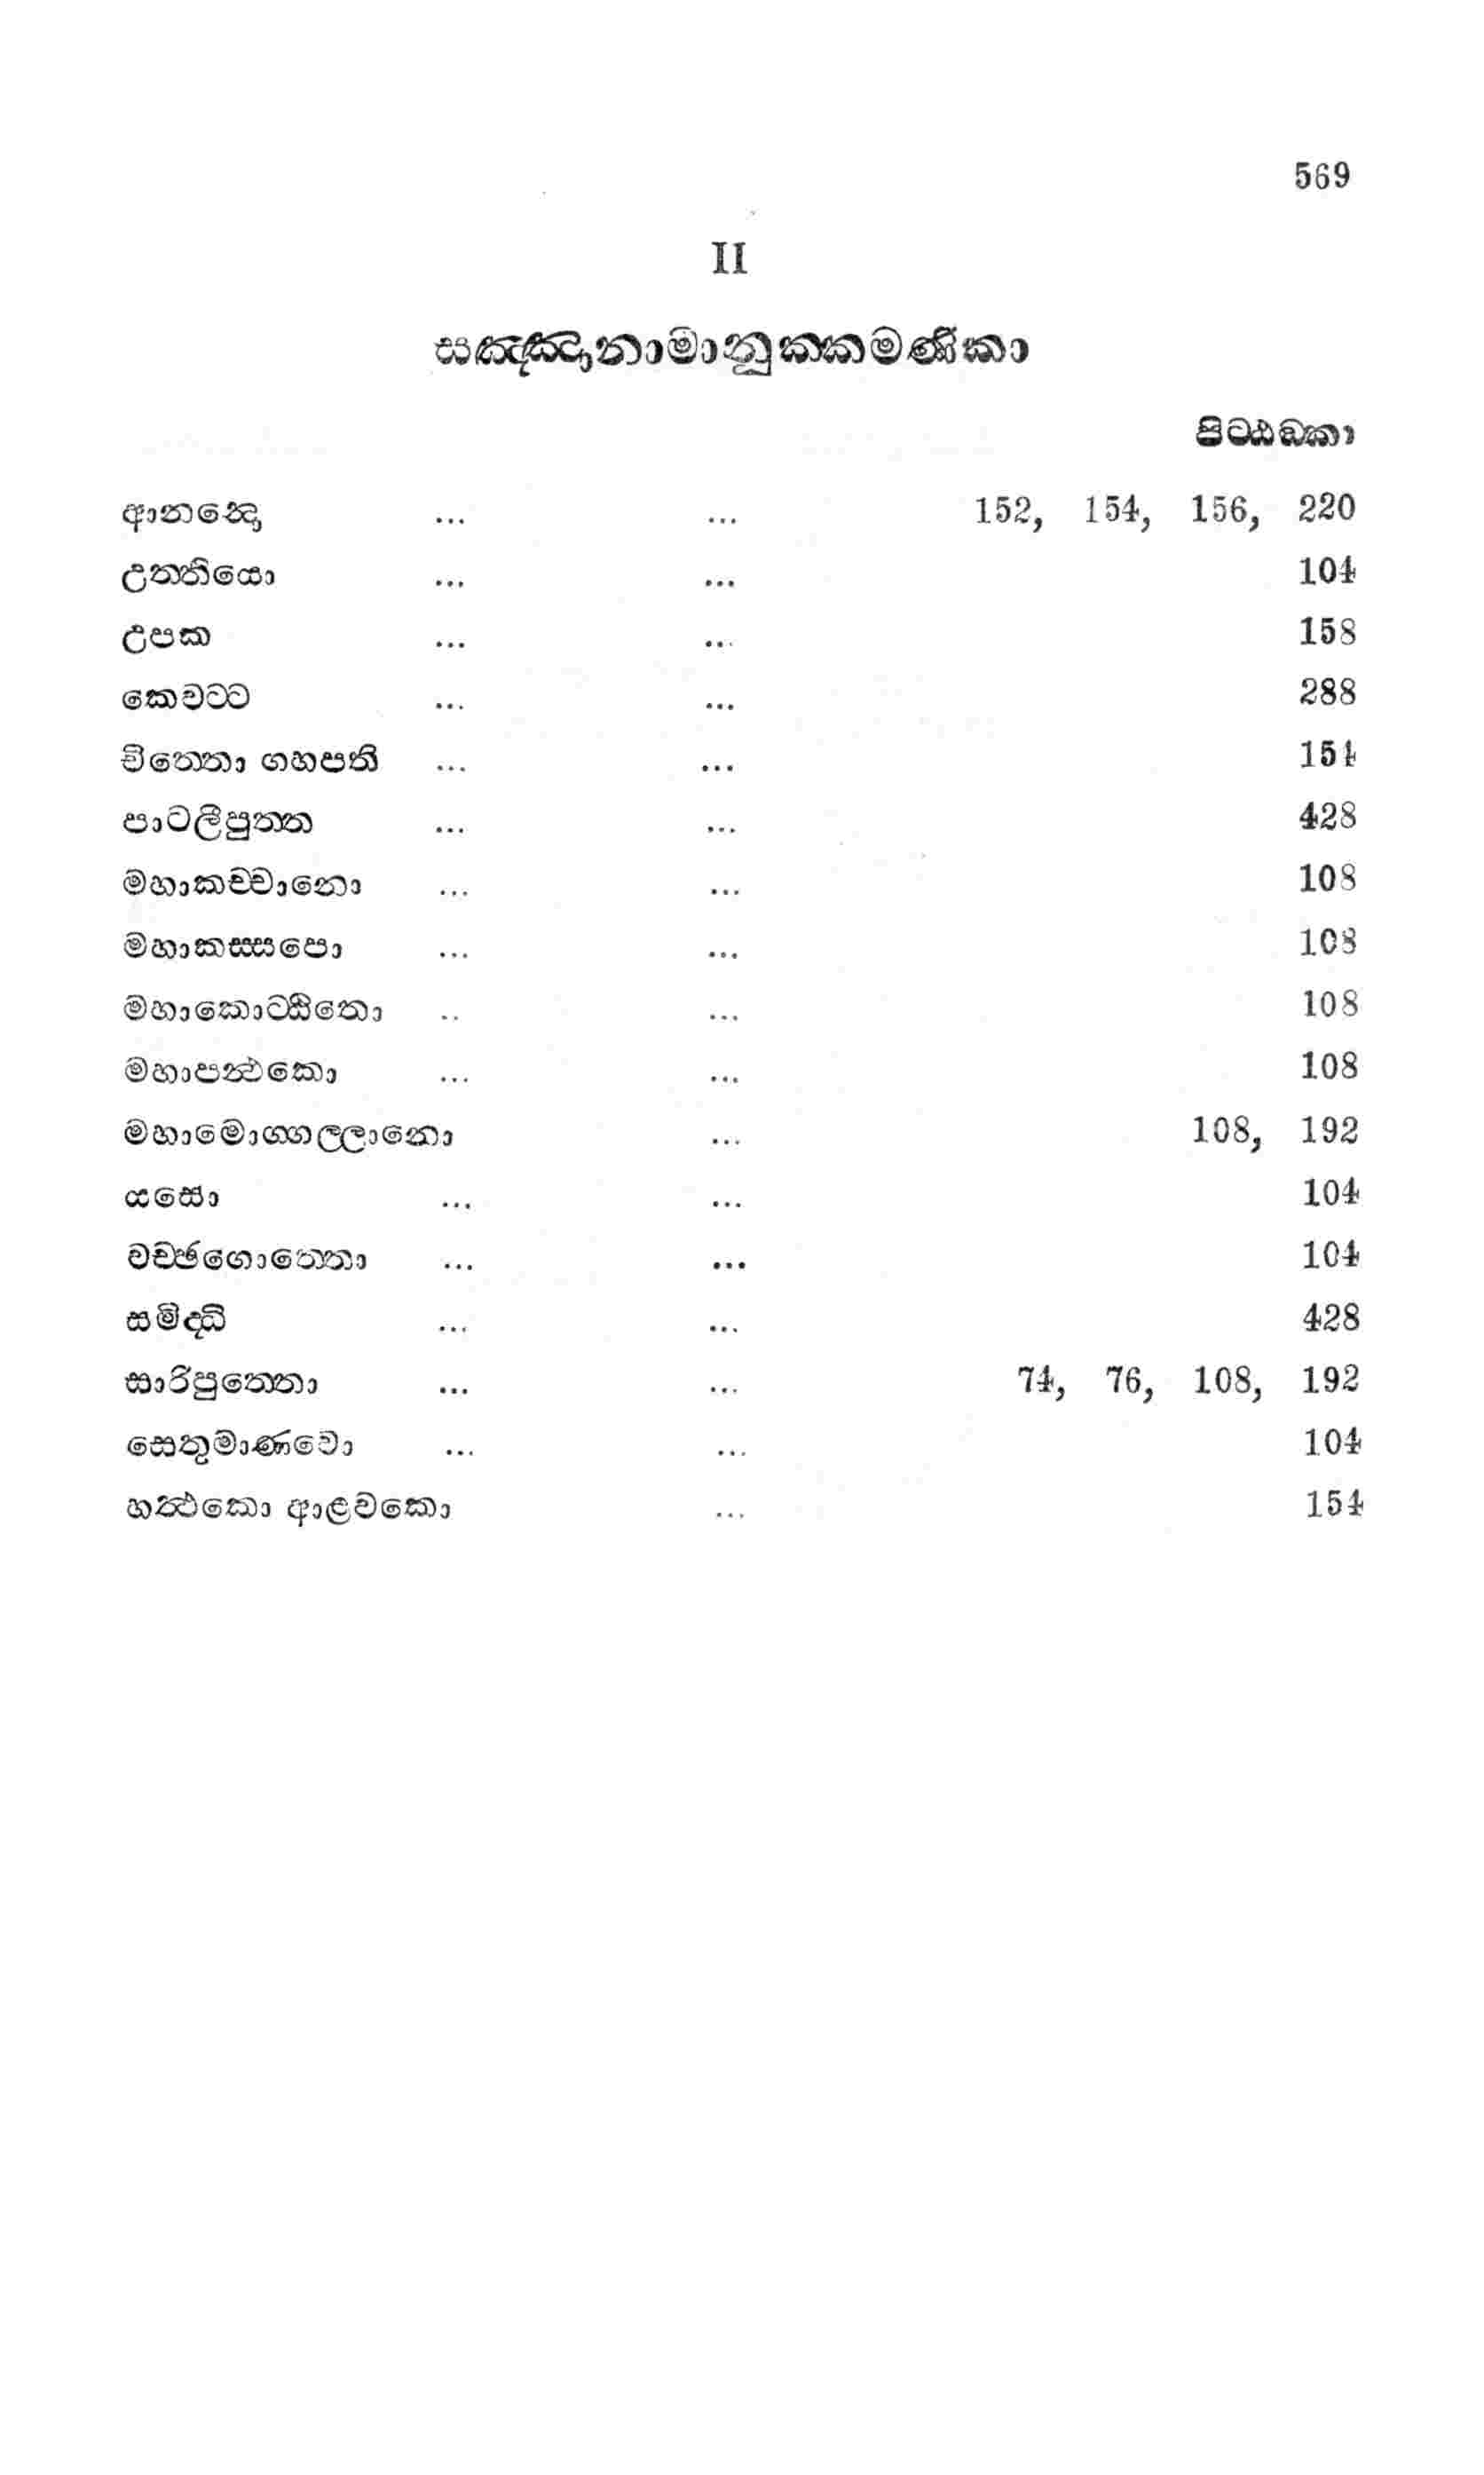 569
II
සඤ්ඤානාමානුක්කමණිකා
පිට්ඨඞ්කා
ආනන්දො ... ... 152, 154, 156, 220
උත්තියො ... ... 104
උපක ... ... 158
කෙවට්ට ... ... 288
චිත්තො ගහපති ... ... 154
පාටලීපුත්ත ... ... 428
මහාකච්චානො ... ... 108
මහාකස්සපො ... ... 108
මහාකොට්ඨිතො .. ... 108
මහාපන්ථකො ... ... 108
මහාමොග්ගල්ලානො ... 108, 192
යසො ... ... 104
වච්ඡගොත්තො ... ... 104
සමිද්ධි ... ... 428
සාරිපුත්තො ... ... 74, 76, 108, 192
සෙතුමාණවො ... ... 104
හත්ථකො ආළවකො ... 154